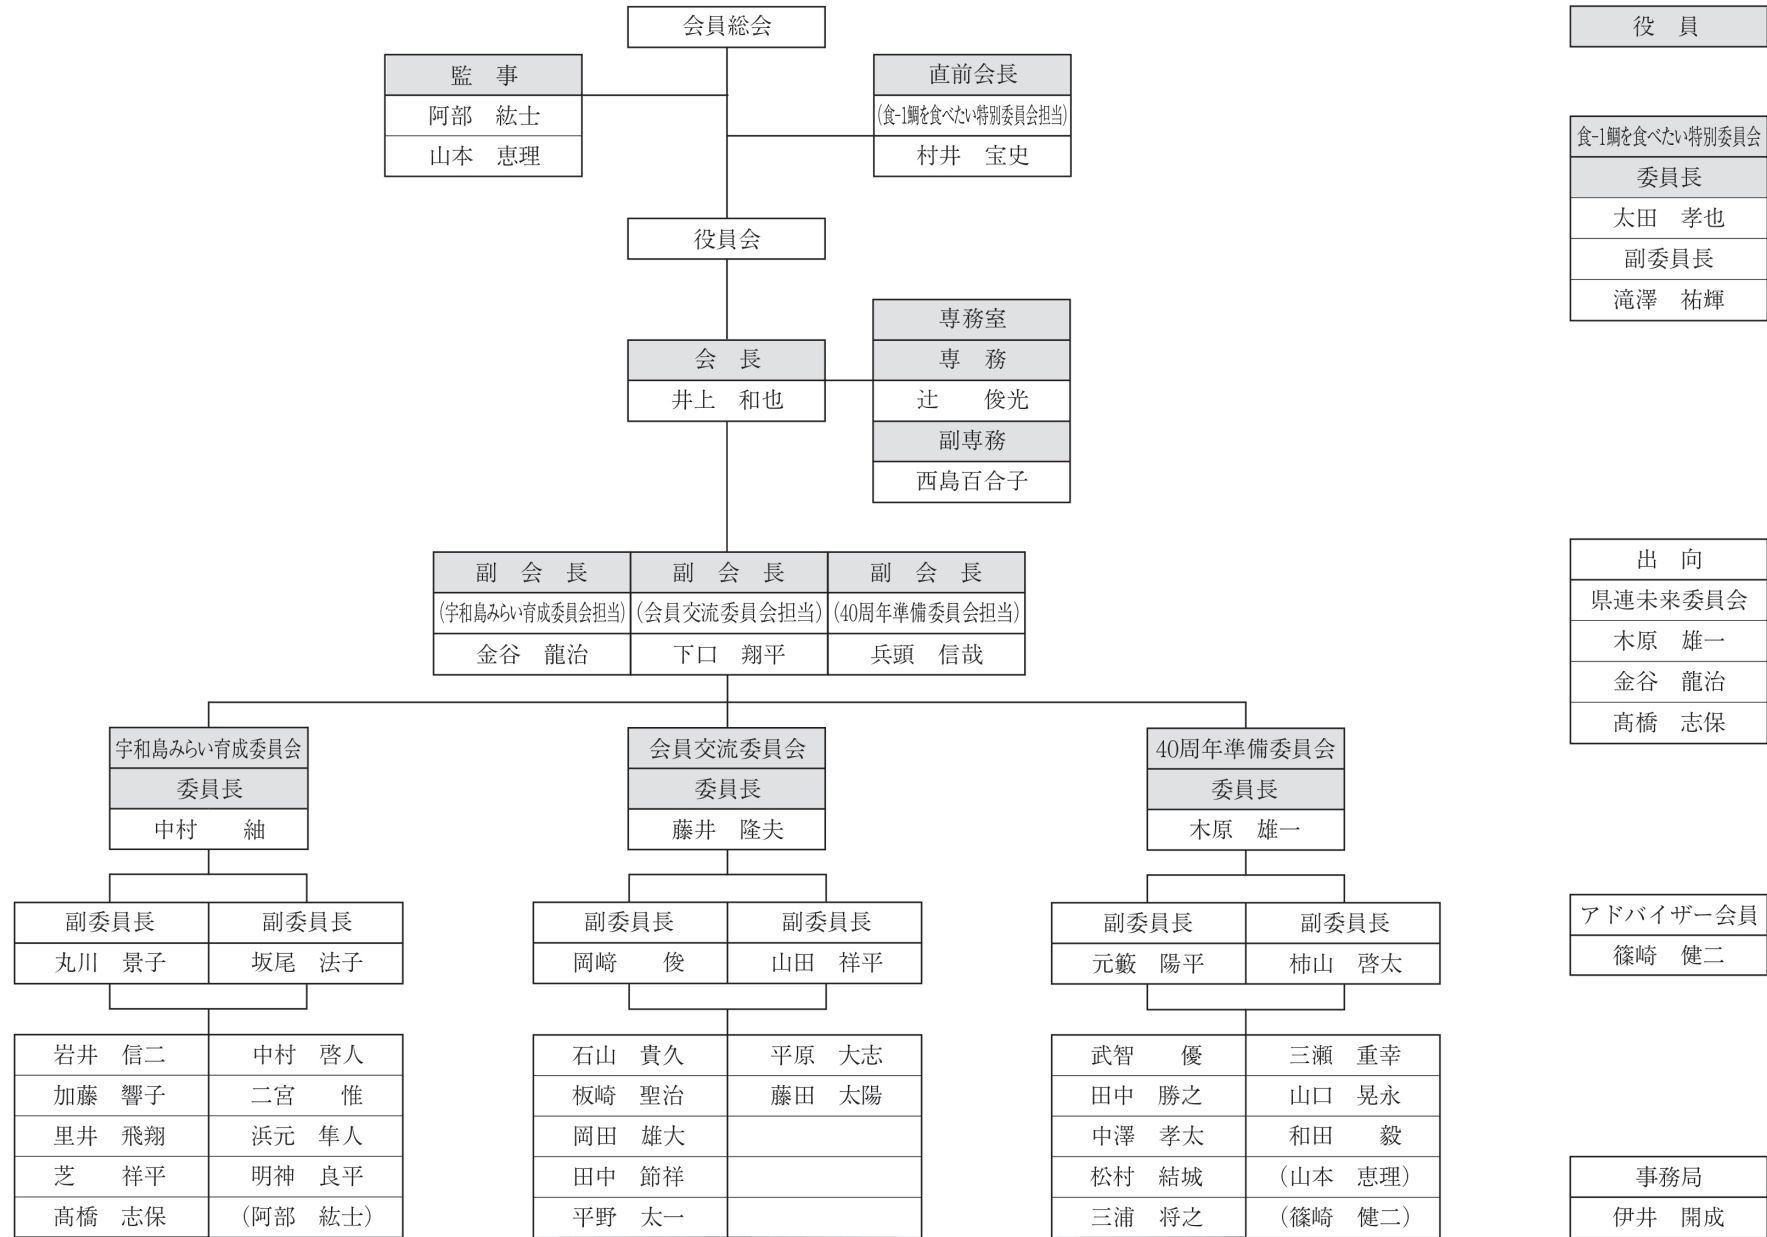 会員総会
監　事
阿部　紘士
山本　恵理
直前会長
(食-1鯛を食べたい特別委員会担当)
村井　宝史
役員会
会　長
井上　和也
専務室
専　務
辻　　俊光
副専務
西島百合子
副　会　長
(宇和島みらい育成委員会担当)
金谷　龍治
副　会　長
(会員交流委員会担当)
下口　翔平
副　会　長
(40周年準備委員会担当)
兵頭　信哉
宇和島みらい育成委員会
委員長
中村　　紬
副委員長
丸川　景子
副委員長
坂尾　法子
岩井　信二
加藤　響子
里井　飛翔
芝　　祥平
髙橋　志保
中村　啓人
二宮　　惟
浜元　隼人
明神　良平
(阿部　紘士)
会員交流委員会
委員長
藤井　隆夫
副委員長
岡﨑　　俊
副委員長
山田　祥平
石山　貴久
板崎　聖治
岡田　雄大
田中　節祥
平野　太一
平原　大志
藤田　太陽
40周年準備委員会
委員長
木原　雄一
副委員長
元籔　陽平
副委員長
柿山　啓太
武智　　優
田中　勝之
中澤　孝太
松村　結城
三浦　将之
三瀬　重幸
山口　晃永
和田　　毅
(山本　恵理)
(篠崎　健二)
役　員
食-1鯛を食べたい特別委員会
委員長
太田　孝也
副委員長
滝澤　祐輝
出　向
県連未来委員会
木原　雄一
金谷　龍治
髙橋　志保
アドバイザー会員
篠崎　健二
事務局
伊井　開成